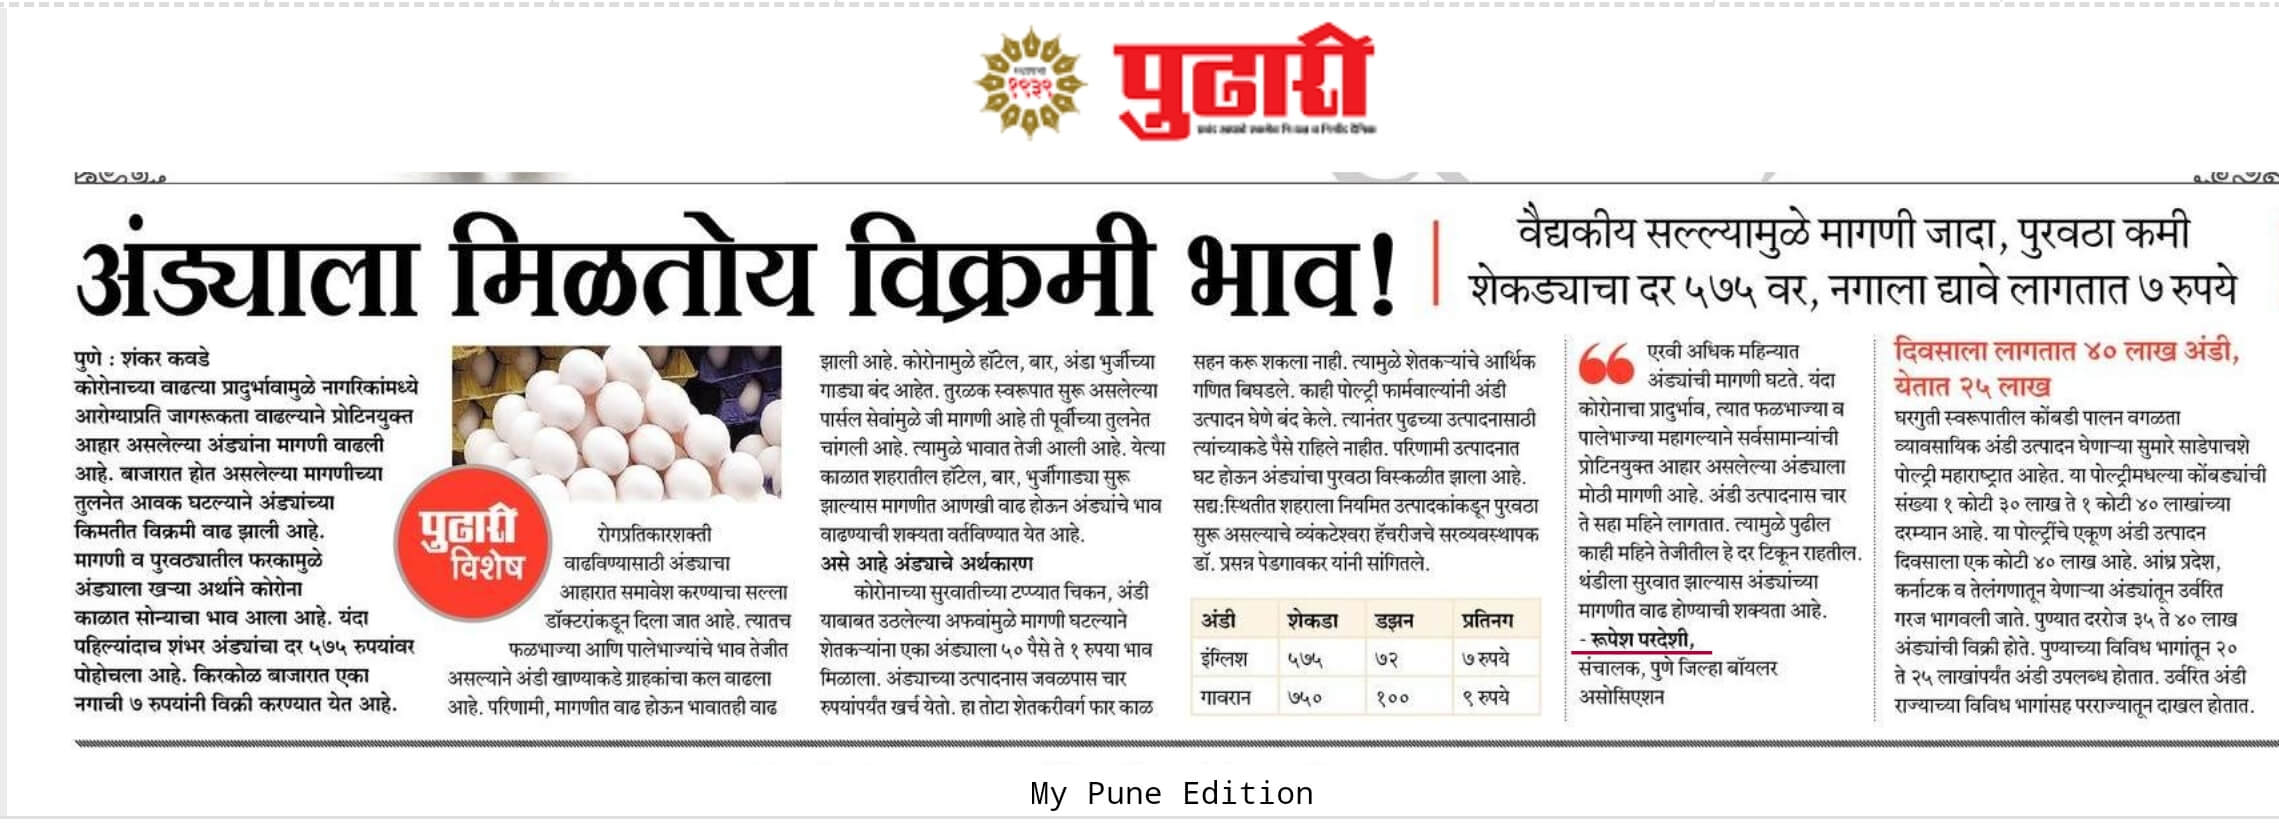 १९३९
पुढारी
अंड्याला मिळतोय विक्रमी भाव!
वैद्यकीय सल्ल्यामुळे मागणी जादा, पुरवठा कमी
शेकड्याचा दर ५७५ वर, नगाला द्यावे लागतात ७ रुपये
पुणे : शंकर कवडे
कोरोनाच्या वाढत्या प्रादुर्भावामुळे नागरिकांमध्ये
आरोग्याप्रति जागरूकता वाढल्याने प्रोटिनयुक्त
आहार असलेल्या अंड्यांना मागणी वाढली
आहे. बाजारात होत असलेल्या मागणीच्या
तुलनेत आवक घटल्याने अंड्यांच्या
किमतीत विक्रमी वाढ झाली आहे.
मागणी व पुरवठ्यातील फरकामुळे
अंड्याला खऱ्या अर्थाने कोरोना
काळात सोन्याचा भाव आला आहे. यंदा
पहिल्यांदाच शंभर अंड्यांचा दर ५७५ रुपयांवर
पोहोचला आहे. किरकोळ बाजारात एका
नगाची ७ रुपयांनी विक्री करण्यात येत आहे.
पुढारी
विशेष
रोगप्रतिकारशक्ती
वाढविण्यासाठी अंड्याचा
आहारात समावेश करण्याचा सल्ला
डॉक्टरांकडून दिला जात आहे. त्यातच
फळभाज्या आणि पालेभाज्यांचे भाव तेजीत
असल्याने अंडी खाण्याकडे ग्राहकांचा कल वाढला
आहे. परिणामी, मागणीत वाढ होऊन भावातही वाढ
झाली आहे. कोरोनामुळे हॉटेल, बार, अंडा भुर्जीच्या
गाड्या बंद आहेत. तुरळक स्वरूपात सुरू असलेल्या
पार्सल सेवांमुळे जी मागणी आहे ती पूर्वीच्या तुलनेत
चांगली आहे. त्यामुळे भावात तेजी आली आहे. येत्या
काळात शहरातील हॉटेल, बार, भुर्जीगाड्या सुरू
झाल्यास मागणीत आणखी वाढ होऊन अंड्यांचे भाव
वाढण्याची शक्यता वर्तविण्यात येत आहे.
असे आहे अंड्याचे अर्थकारण
कोरोनाच्या सुरवातीच्या टप्प्यात चिकन, अंडी
याबाबत उठलेल्या अफवांमुळे मागणी घटल्याने
शेतकऱ्यांना एका अंड्याला ५० पैसे ते १ रुपया भाव
मिळाला. अंड्याच्या उत्पादनास जवळपास चार
रुपयांपर्यंत खर्च येतो. हा तोटा शेतकरीवर्ग फार काळ
सहन करू शकला नाही. त्यामुळे शेतकऱ्यांचे आर्थिक
गणित बिघडले. काही पोल्ट्री फार्मवाल्यांनी अंडी
उत्पादन घेणे बंद केले. त्यानंतर पुढच्या उत्पादनासाठी
त्यांच्याकडे पैसे राहिले नाहीत. परिणामी उत्पादनात
घट होऊन अंड्यांचा पुरवठा विस्कळीत झाला आहे.
सद्य:स्थितीत शहराला नियमित उत्पादकांकडून पुरवठा
सुरू असल्याचे व्यंकटेश्वरा हॅचरीजचे सरव्यवस्थापक
डॉ. प्रसन्न पेडगावकर यांनी सांगितले.
अंडी शेकडा डझन प्रतिनग
इंग्लिश ५७५ ७२ ७ रुपये
गावरान ७५० १०० ९ रुपये
एरवी अधिक महिन्यात
अंड्यांची मागणी घटते. यंदा
कोरोनाचा प्रादुर्भाव, त्यात फळभाज्या व
पालेभाज्या महागल्याने सर्वसामान्यांची
प्रोटिनयुक्त आहार असलेल्या अंड्याला
मोठी मागणी आहे. अंडी उत्पादनास चार
ते सहा महिने लागतात. त्यामुळे पुढील
काही महिने तेजीतील हे दर टिकून राहतील.
थंडीला सुरवात झाल्यास अंड्यांच्या
मागणीत वाढ होण्याची शक्यता आहे.
- रूपेश परदेशी,
संचालक, पुणे जिल्हा बॉयलर
असोसिएशन
दिवसाला लागतात ४० लाख अंडी,
येतात २५ लाख
घरगुती स्वरूपातील कोंबडी पालन वगळता
व्यावसायिक अंडी उत्पादन घेणाऱ्या सुमारे साडेपाचशे
पोल्ट्री महाराष्ट्रात आहेत. या पोल्ट्रीमधल्या कोंबड्यांची
संख्या १ कोटी ३० लाख ते १ कोटी ४० लाखांच्या
दरम्यान आहे. या पोल्ट्रींचे एकूण अंडी उत्पादन
दिवसाला एक कोटी ४० लाख आहे. आंध्र प्रदेश,
कर्नाटक व तेलंगणातून येणाऱ्या अंड्यांतून उर्वरित
गरज भागवली जाते. पुण्यात दररोज ३५ ते ४० लाख
अंड्यांची विक्री होते. पुण्याच्या विविध भागांतून २०
ते २५ लाखांपर्यंत अंडी उपलब्ध होतात. उर्वरित अंडी
राज्याच्या विविध भागांसह परराज्यातून दाखल होतात.
My Pune Edition